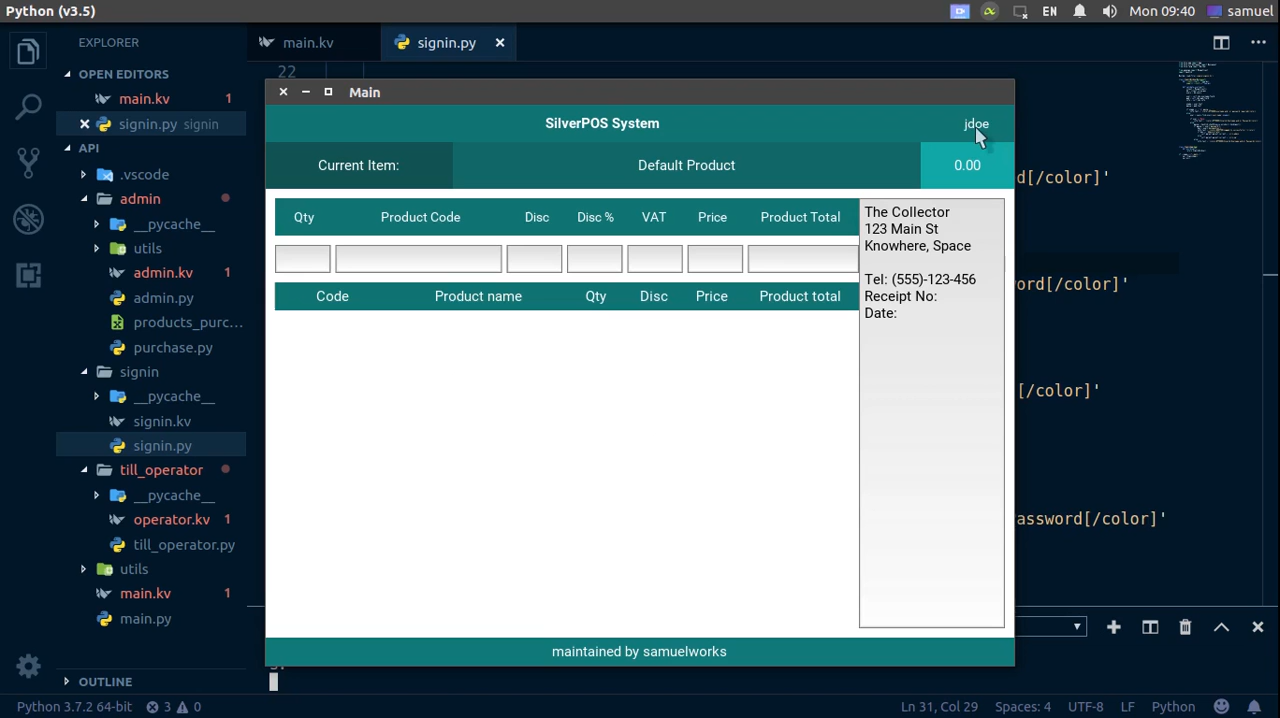 Python (v3.5)
EN
Mon 09:40
samuel
EXPLORER
main.kv
signin.py
OPEN EDITORS
main.kv 1
signin.py signin
API
.vscode
admin
__pycache__
utils
admin.kv 1
admin.py
products_purc...
purchase.py
signin
__pycache__
signin.kv
signin.py
till_operator
__pycache__
operator.kv 1
till_operator.py
utils
main.kv 1
main.py
OUTLINE
22
Main
SilverPOS System
jdoe
Current Item:
Default Product
0.00
Qty Product Code Disc Disc % VAT Price Product Total
Code Product name Qty Disc Price Product total
The Collector
123 Main St
Knowhere, Space
Tel: (555)-123-456
Receipt No:
Date:
maintained by samuelworks
d[/color]'
ord[/color]'
[/color]'
assword[/color]'
Python 3.7.2 64-bit
3
0
Ln 31, Col 29
Spaces: 4
UTF-8
LF
Python